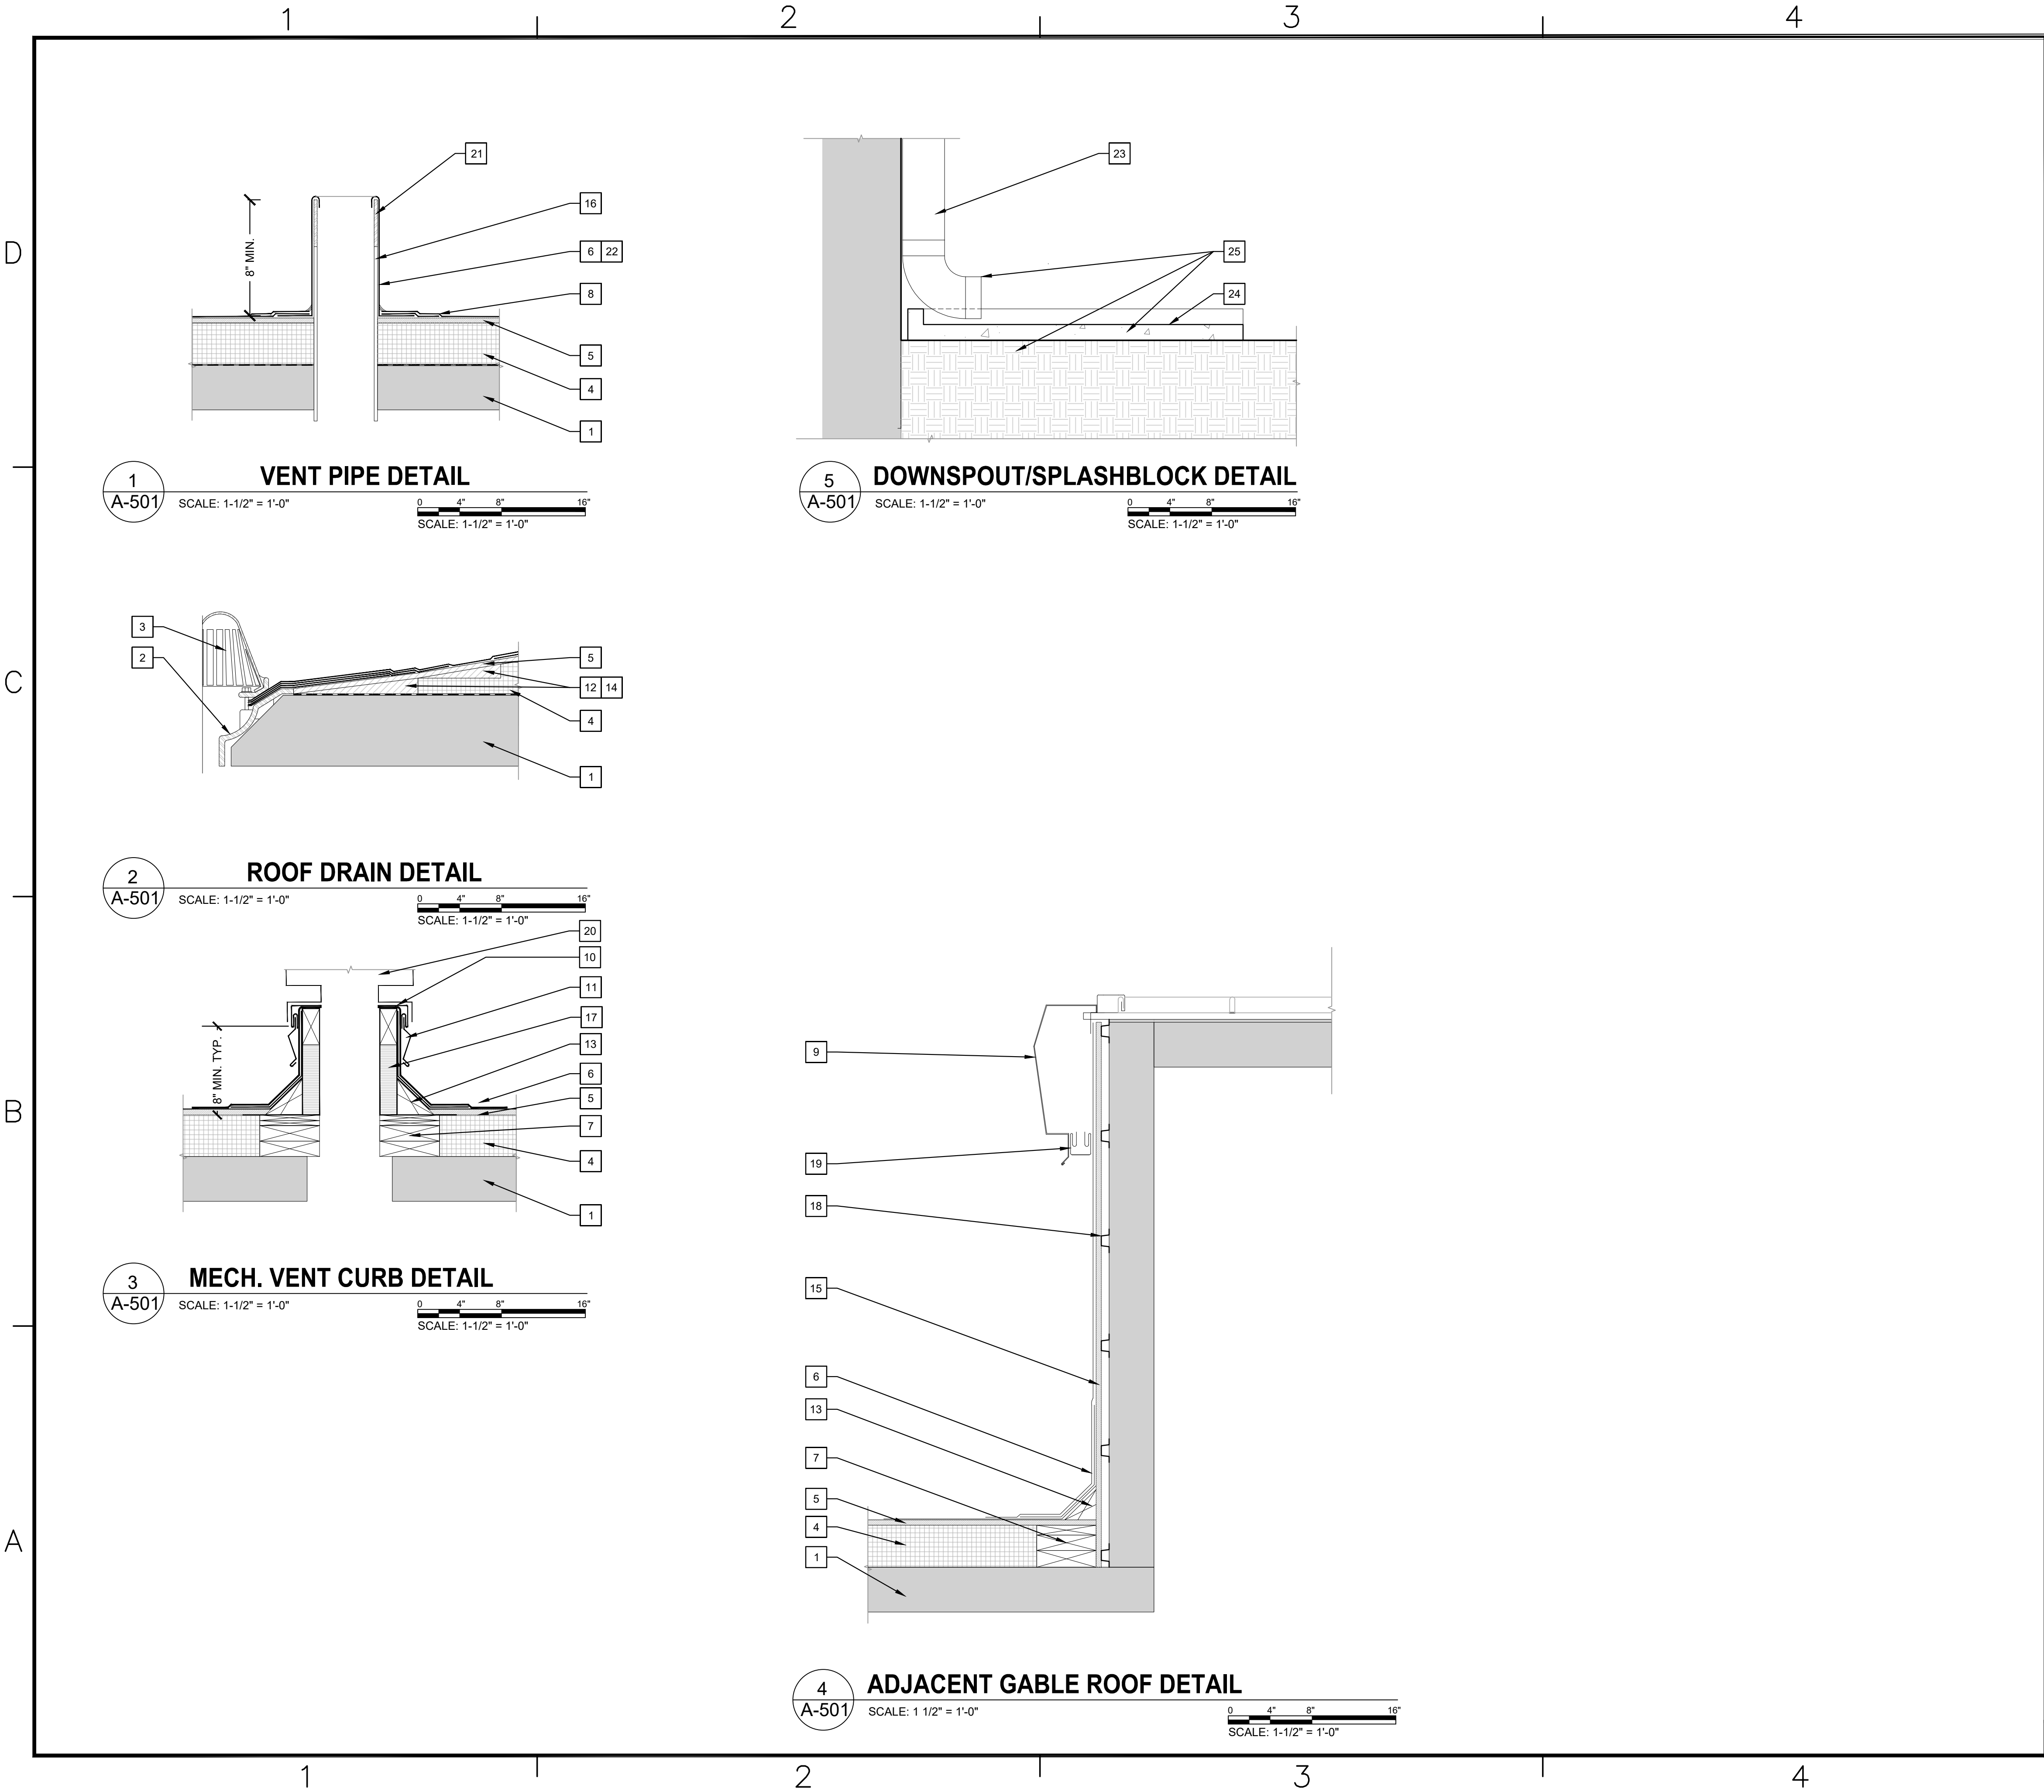 1 2 3 4
D
C
B
A
21
16
6 22
8
5
4
1
8" MIN.
1
A-501
VENT PIPE DETAIL
SCALE: 1-1/2" = 1'-0"
0 4" 8" 16"
SCALE: 1-1/2" = 1'-0"
23
25
24
5
A-501
DOWNSPOUT/SPLASHBLOCK DETAIL
SCALE: 1-1/2" = 1'-0"
0 4" 8" 16"
SCALE: 1-1/2" = 1'-0"
3
2
5
12 14
4
1
2
A-501
ROOF DRAIN DETAIL
SCALE: 1-1/2" = 1'-0"
0 4" 8" 16"
SCALE: 1-1/2" = 1'-0"
20
10
11
17
13
6
5
7
4
1
8" MIN. TYP.
3
A-501
MECH. VENT CURB DETAIL
SCALE: 1-1/2" = 1'-0"
0 4" 8" 16"
SCALE: 1-1/2" = 1'-0"
9
19
18
15
6
13
7
5
4
1
4
A-501
ADJACENT GABLE ROOF DETAIL
SCALE: 1 1/2" = 1'-0"
0 4" 8" 16"
SCALE: 1-1/2" = 1'-0"
1 2 3 4